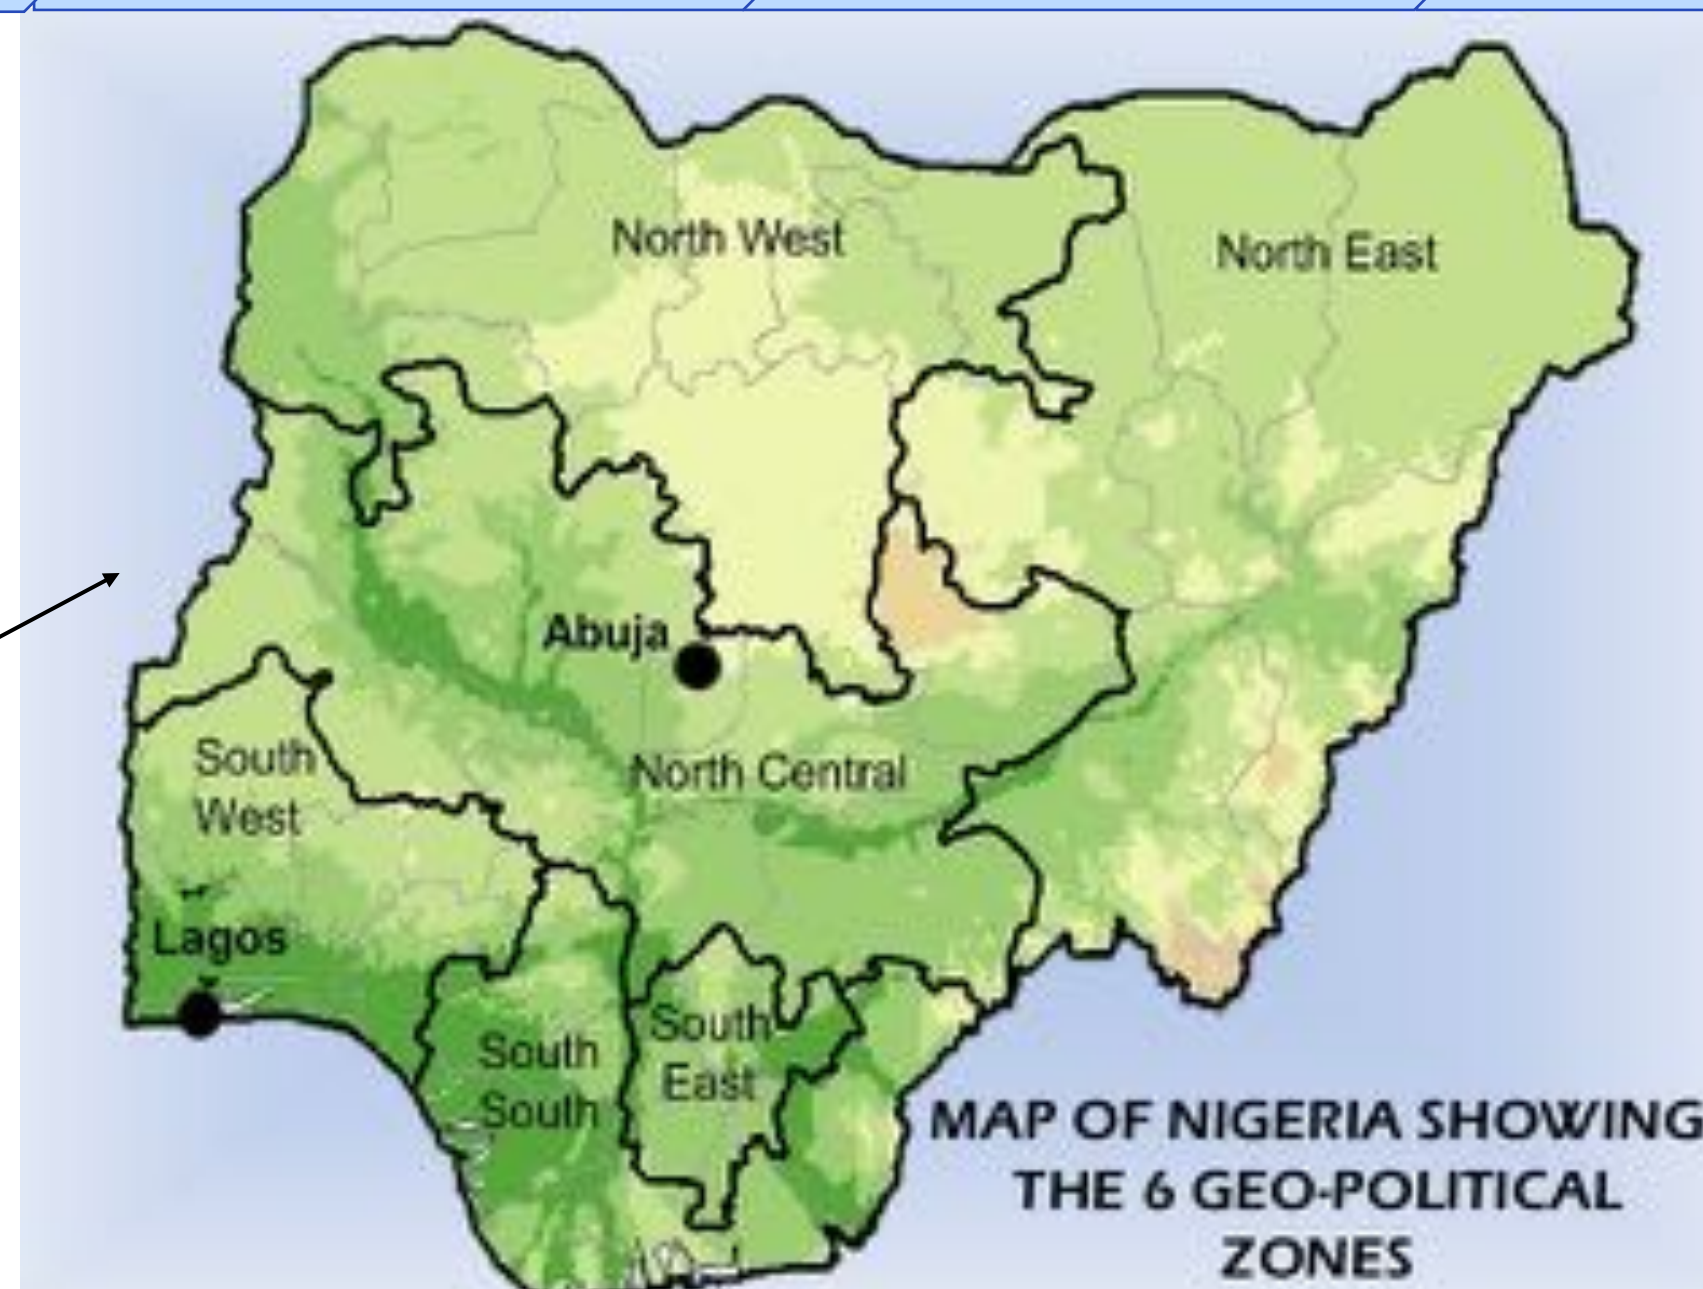 North West
North East
Abuja
North Central
South
West
Lagos
South
East
South
South
MAP OF NIGERIA SHOWING
THE 6 GEO-POLITICAL
ZONES